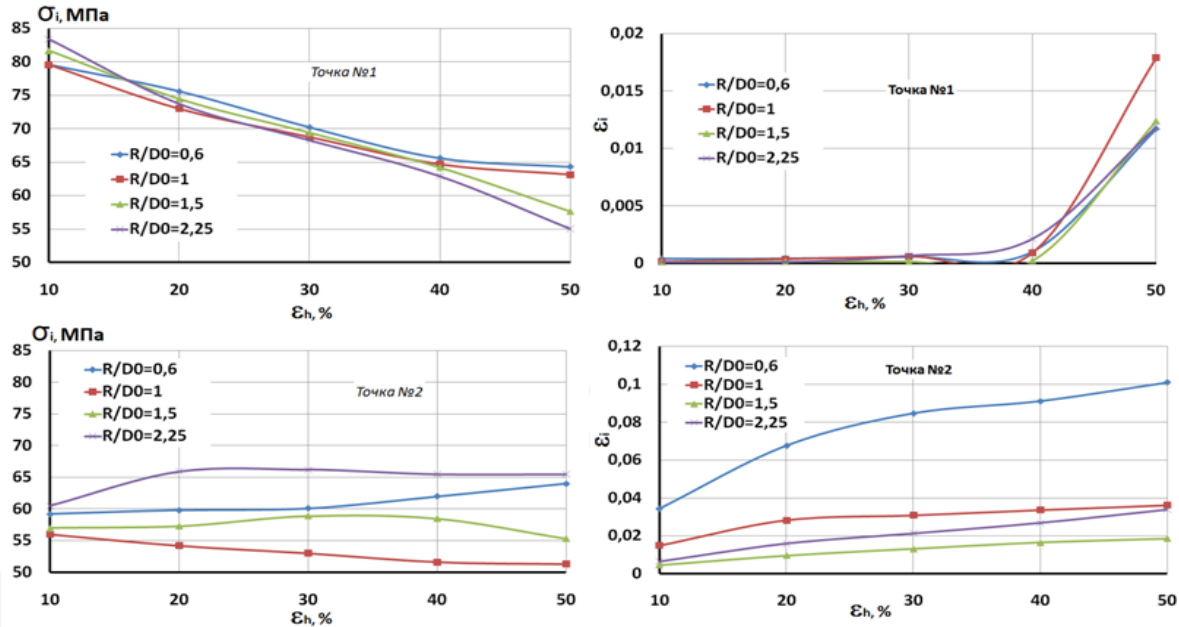 σi, МПа
85
80
75
70
65
60
55
50
Точка №1
R/D0=0,6
R/D0=1
R/D0=1,5
R/D0=2,25
10 20 30 40 50
εh, %
0,02
0,015
0,01
0,005
0
εi
R/D0=0,6
R/D0=1
R/D0=1,5
R/D0=2,25
Точка №1
10 20 30 40 50
εh, %
σi, МПа
85
80
75
70
65
60
55
50
R/D0=0,6
R/D0=1
R/D0=1,5
R/D0=2,25
Точка №2
10 20 30 40 50
εh, %
0,12
0,1
0,08
0,06
0,04
0,02
0
εi
R/D0=0,6
R/D0=1
R/D0=1,5
R/D0=2,25
Точка №2
10 20 30 40 50
εh, %